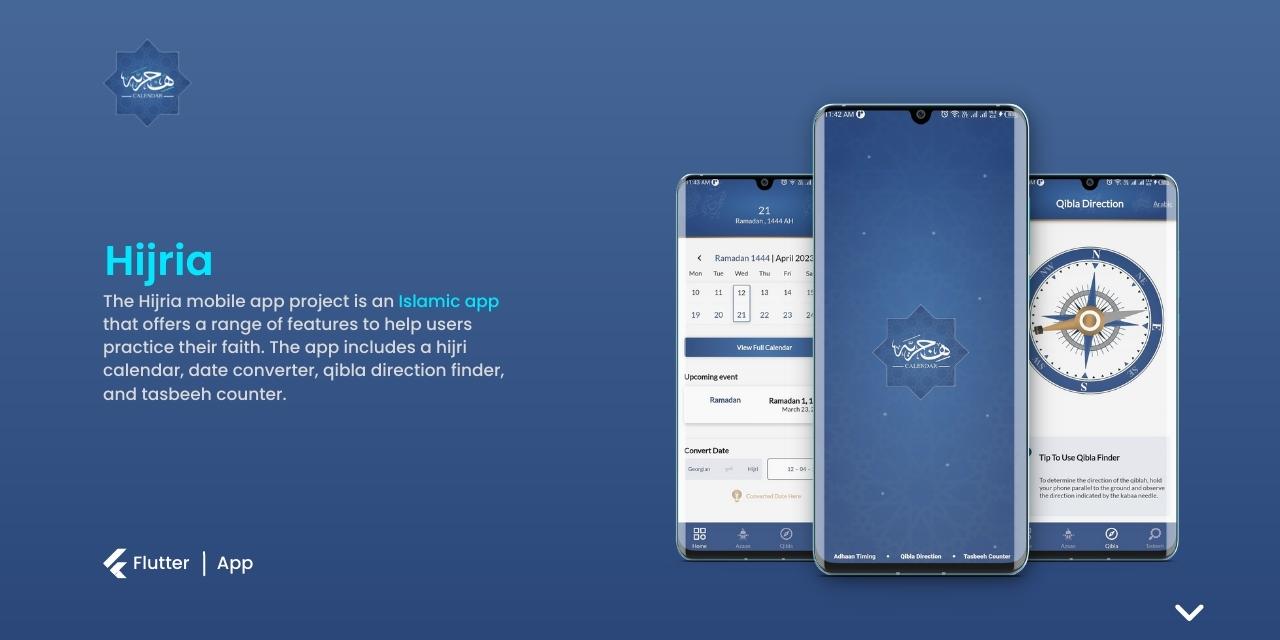 هجرية
CALENDAR
Hijria
The Hijria mobile app project is an Islamic app
that offers a range of features to help users
practice their faith. The app includes a hijri
calendar, date converter, qibla direction finder,
and tasbeeh counter.
Flutter | App
11:43 AM
21
Ramadan , 1444 AH
Ramadan 1444 | April 2023
Mon Tue Wed Thu Fri Sa
10 11 12 13 14 15
19 20 21 22 23 24
View Full Calendar
Upcoming event
Ramadan Ramadan 1, 1
March 23, 2
Convert Date
Georgian Hijri 12 - 04 -
Converted Date Here
Home Azaan Qibla
11:42 AM
هجرية
CALENDAR
Adhaan Timing • Qibla Direction • Tasbeeh Counter
Qibla Direction Arabic
N
NW NE
E
SW SE
S
Tip To Use Qibla Finder
To determine the direction of the qiblah, hold
your phone parallel to the ground and observe
the direction indicated by the kabaa needle.
Azaan Qibla Tasbeeh